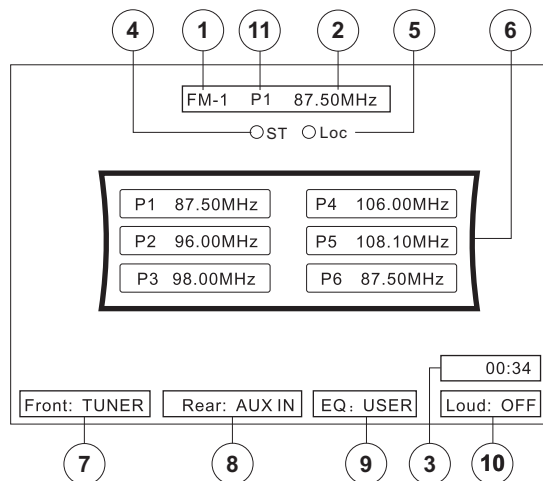 4 1 11 2 5 6
FM-1 P1 87.50MHz
ST Loc
P1 87.50MHz P4 106.00MHz
P2 96.00MHz P5 108.10MHz
P3 98.00MHz P6 87.50MHz
00:34
Front: TUNER Rear: AUX IN EQ: USER Loud: OFF
7 8 9 3 10